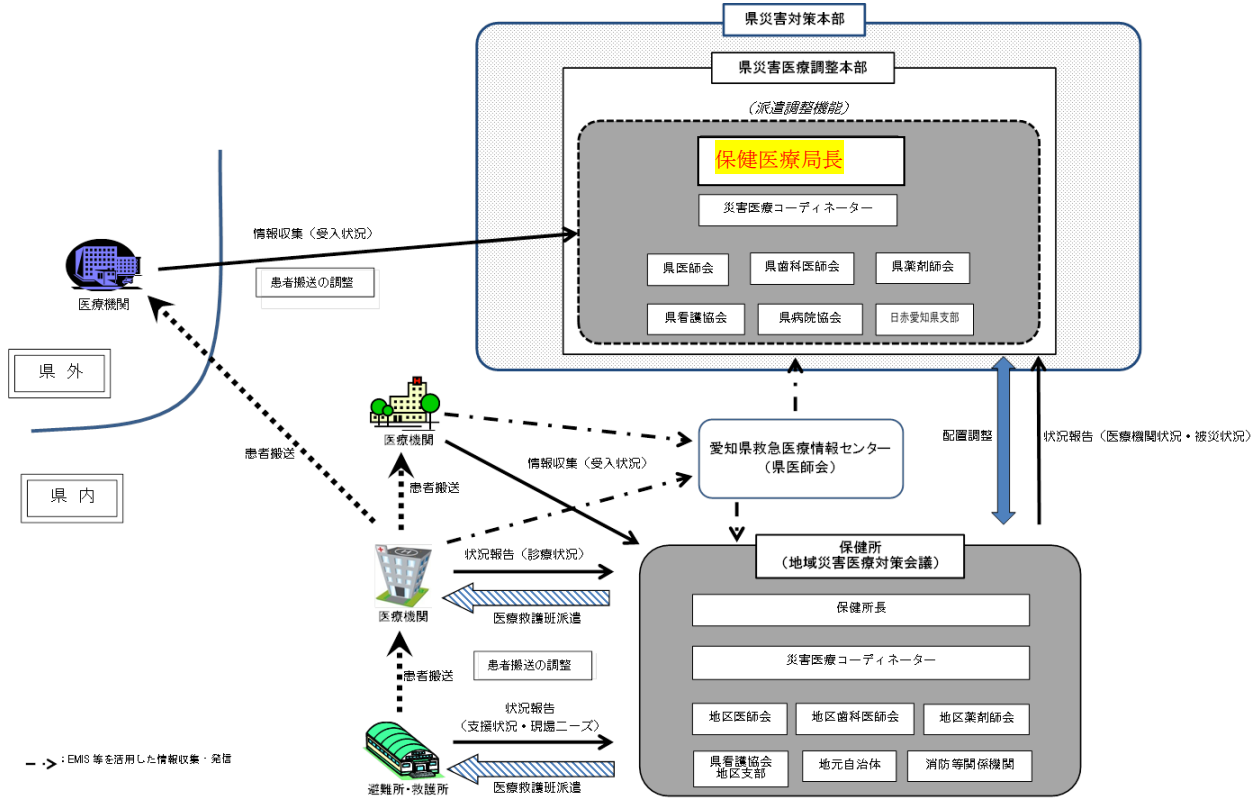 県災害対策本部
県災害医療調整本部
（派遣調整機能）
保健医療局長
災害医療コーディネーター
県医師会
県歯科医師会
県薬剤師会
県看護協会
県病院協会
日赤愛知県支部
情報収集（受入状況）
患者搬送の調整
医療機関
県 外
県 内
患者搬送
医療機関
患者搬送
情報収集（受入状況）
愛知県救急医療情報センター
（県医師会）
配置調整
状況報告（医療機関状況・被災状況）
医療機関
状況報告（診療状況）
医療救護班派遣
患者搬送の調整
患者搬送
状況報告
（支援状況・現場ニーズ）
医療救護班派遣
避難所・救護所
保健所
（地域災害医療対策会議）
保健所長
災害医療コーディネーター
地区医師会
地区歯科医師会
地区薬剤師会
県看護協会
地区支部
地元自治体
消防等関係機関
：EMIS 等を活用した情報収集・発信